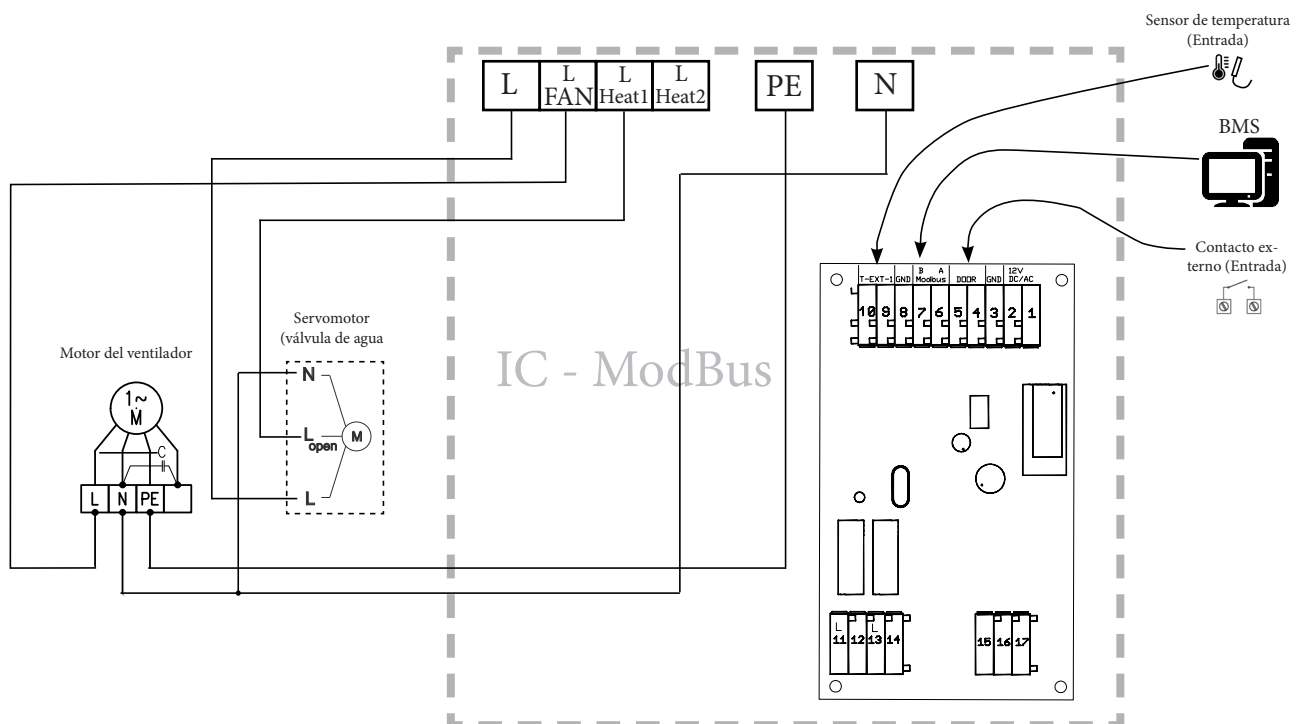 Sensor de temperatura
(Entrada)
L
L
FAN
L
Heat1
L
Heat2
PE
N
BMS
Contacto ex-
terno (Entrada)
B A 12V
T-EXT-1 GND Modbus DOOR GND DC/AC
L
10 9 8 7 6 5 4 3 2 1
IC - ModBus
Servomotor
(válvula de agua
N
L
open
M
L
Motor del ventilador
1~
M
C
L N PE
L L
11 12 13 14
15 16 17